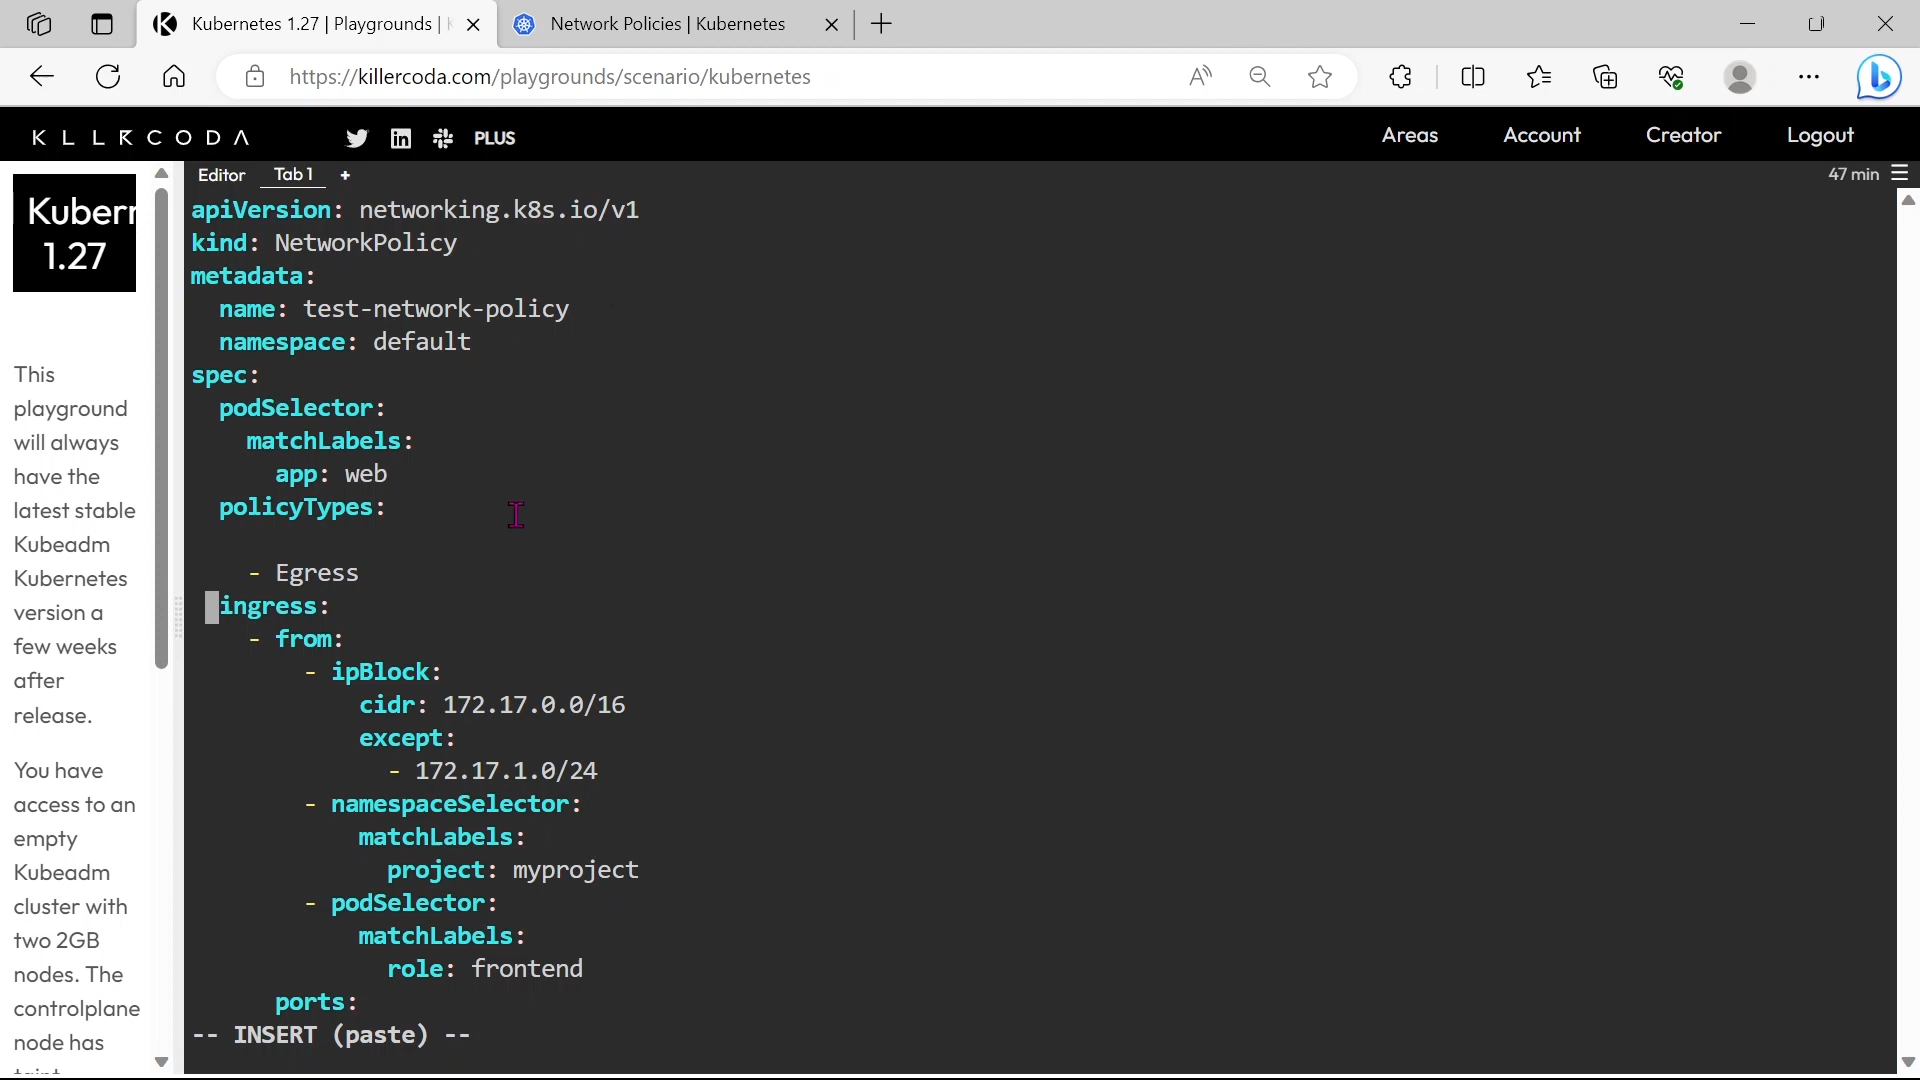 Kubernetes 1.27 | Playgrounds |
Network Policies | Kubernetes
https://killercoda.com/playgrounds/scenario/kubernetes
KLLRCODA
PLUS
Areas
Account
Creator
Logout
Editor
Tab 1
+
47 min
Kubern
1.27
This
playground
will always
have the
latest stable
Kubeadm
Kubernetes
version a
few weeks
after
release.
You have
access to an
empty
Kubeadm
cluster with
two 2GB
nodes. The
controlplane
node has
apiVersion: networking.k8s.io/v1
kind: NetworkPolicy
metadata:
  name: test-network-policy
  namespace: default
spec:
  podSelector:
    matchLabels:
      app: web
  policyTypes:
    - Egress
  ingress:
    - from:
        - ipBlock:
            cidr: 172.17.0.0/16
            except:
              - 172.17.1.0/24
        - namespaceSelector:
            matchLabels:
              project: myproject
        - podSelector:
            matchLabels:
              role: frontend
      ports:
-- INSERT (paste) --